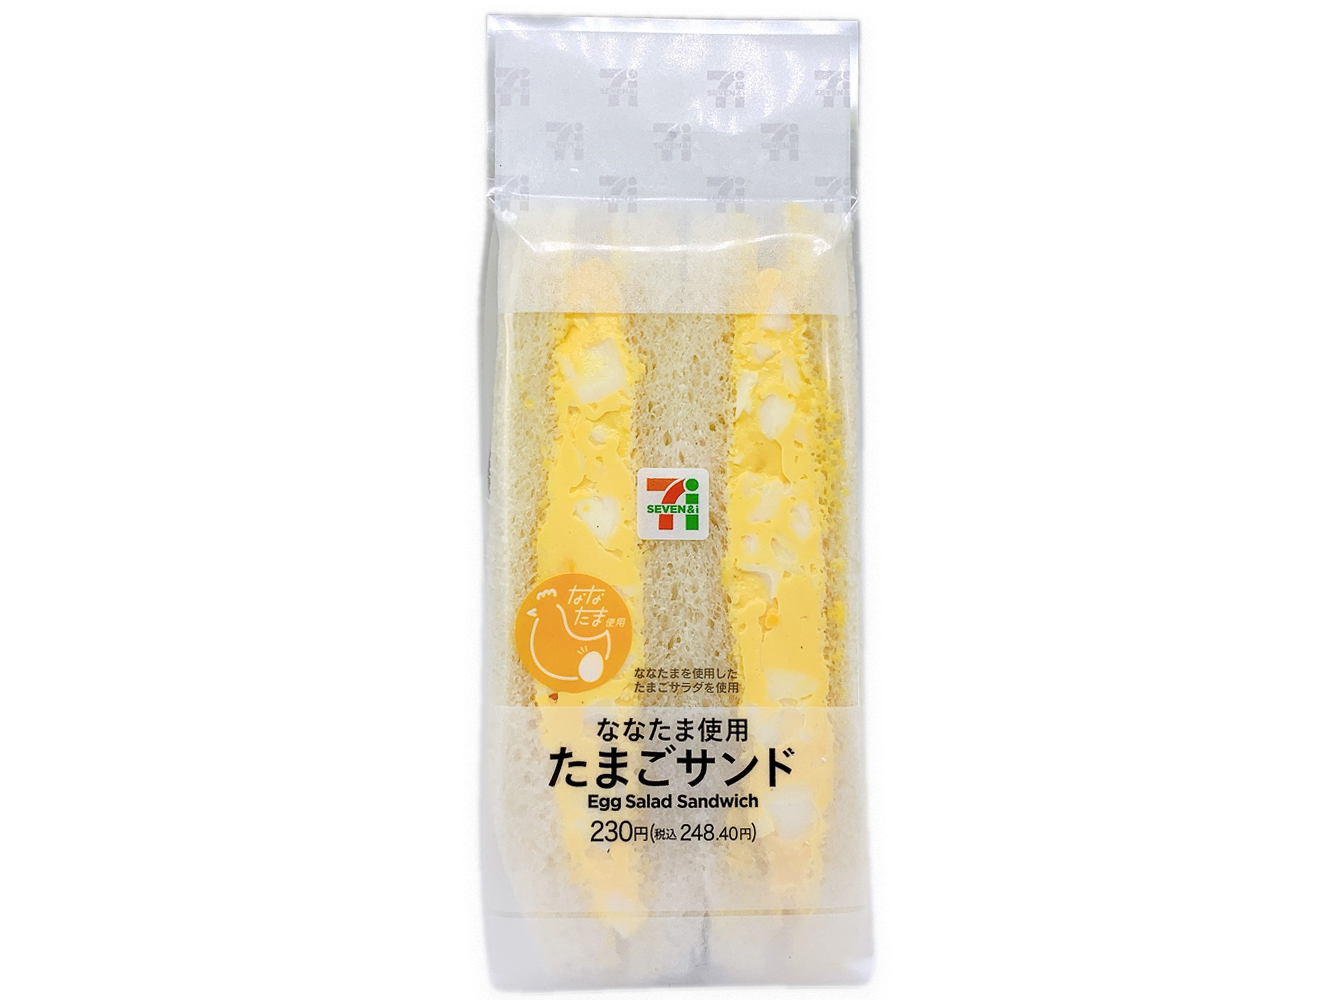 SEVEN&i
なな
たま使用
ななたまを使用した
たまごサラダを使用
ななたま使用
たまごサンド
Egg Salad Sandwich
230円(税込 248.40円)